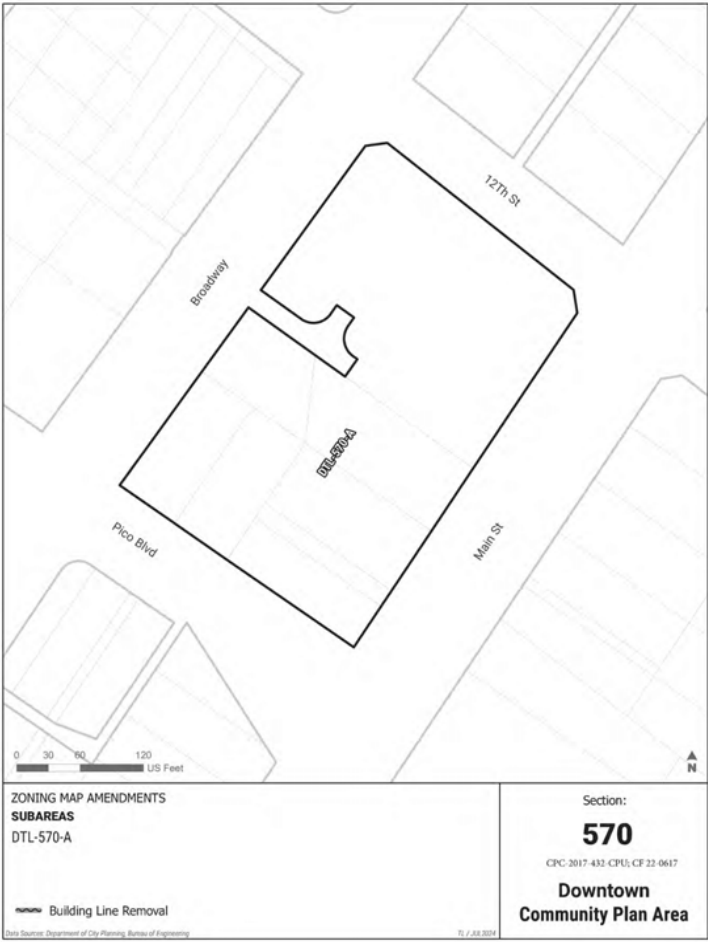 12Th St
Broadway
DTL-570-A
Pico Blvd
Main St
0 30 60 120
US Feet
N
ZONING MAP AMENDMENTS
SUBAREAS
DTL-570-A
Building Line Removal
Section:
570
CPC-2017-432-CPU; CF 22-0617
Downtown
Community Plan Area
Data Sources: Department of City Planning, Bureau of Engineering
TL / JUL2024